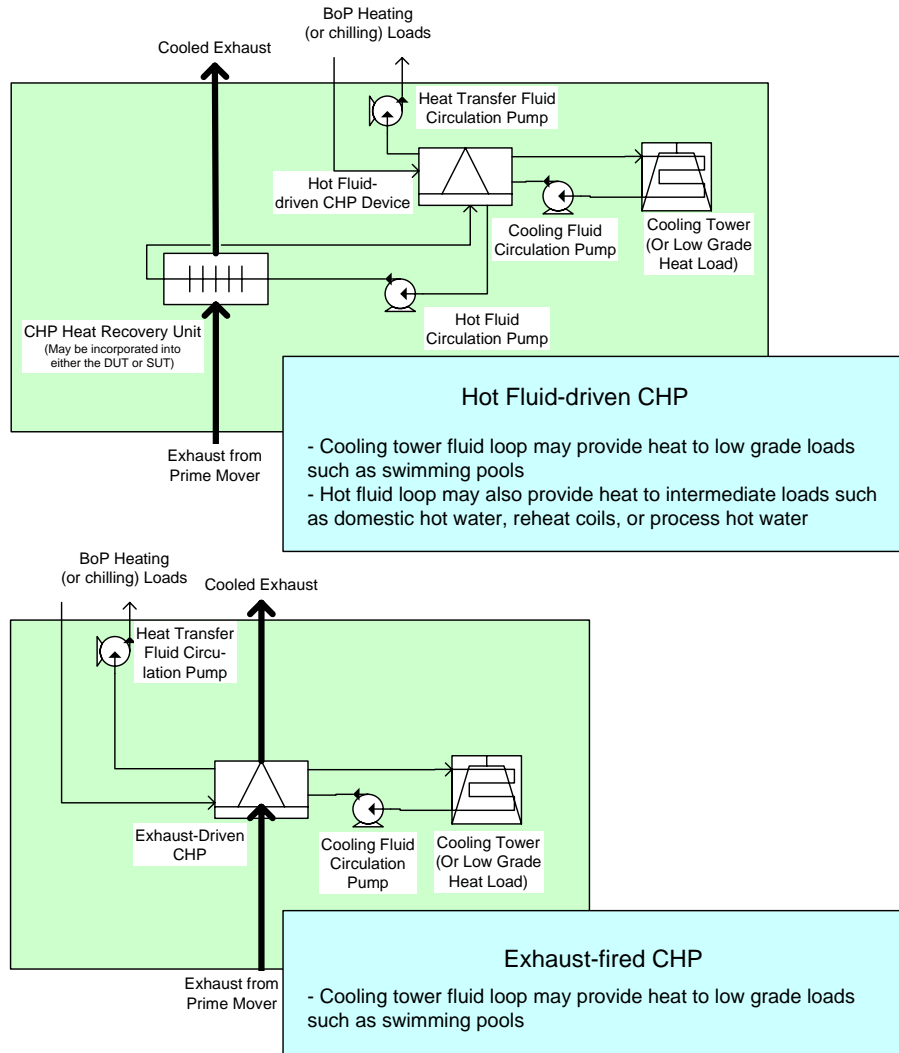 BoP Heating
(or chilling) Loads
Cooled Exhaust
Heat Transfer Fluid
Circulation Pump
Hot Fluid-
driven CHP Device
Cooling Fluid
Circulation Pump
Cooling Tower
(Or Low Grade
Heat Load)
CHP Heat Recovery Unit
(May be incorporated into
either the DUT or SUT)
Hot Fluid
Circulation Pump
Exhaust from
Prime Mover
Hot Fluid-driven CHP
- Cooling tower fluid loop may provide heat to low grade loads
such as swimming pools
- Hot fluid loop may also provide heat to intermediate loads such
as domestic hot water, reheat coils, or process hot water
BoP Heating
(or chilling) Loads
Cooled Exhaust
Heat Transfer
Fluid Circu-
lation Pump
Exhaust-Driven
CHP
Cooling Fluid
Circulation
Pump
Cooling Tower
(Or Low Grade
Heat Load)
Exhaust from
Prime Mover
Exhaust-fired CHP
- Cooling tower fluid loop may provide heat to low grade loads
such as swimming pools